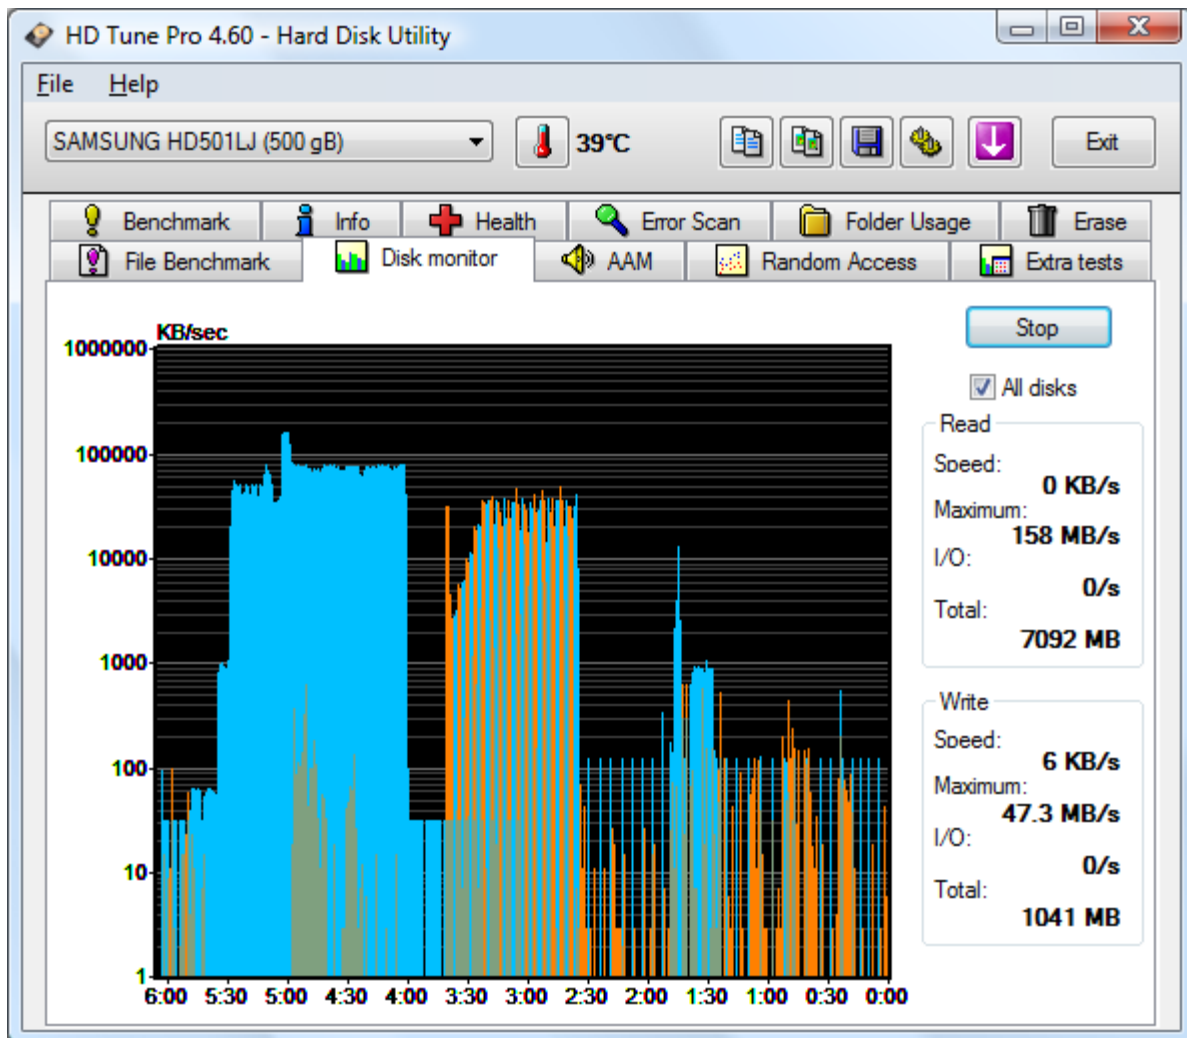 HD Tune Pro 4.60 - Hard Disk Utility
File Help
SAMSUNG HD501LJ (500 gB) 39°C Exit
Benchmark Info Health Error Scan Folder Usage Erase
File Benchmark Disk monitor AAM Random Access Extra tests
KB/sec
1000000
100000
10000
1000
100
10
1
6:00 5:30 5:00 4:30 4:00 3:30 3:00 2:30 2:00 1:30 1:00 0:30 0:00
Stop
All disks
Read
Speed:
0 KB/s
Maximum:
158 MB/s
I/O:
0/s
Total:
7092 MB
Write
Speed:
6 KB/s
Maximum:
47.3 MB/s
I/O:
0/s
Total:
1041 MB